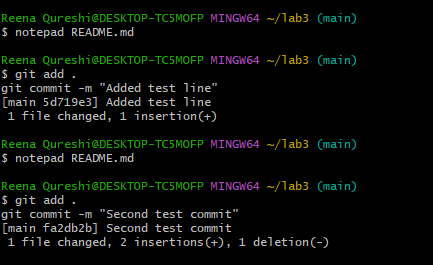 Reena Qureshi@DESKTOP-TC5MOFP MINGW64 ~/lab3 (main)
$ notepad README.md
Reena Qureshi@DESKTOP-TC5MOFP MINGW64 ~/lab3 (main)
$ git add .
git commit -m "Added test line"
[main 5d719e3] Added test line
 1 file changed, 1 insertion(+)
Reena Qureshi@DESKTOP-TC5MOFP MINGW64 ~/lab3 (main)
$ notepad README.md
Reena Qureshi@DESKTOP-TC5MOFP MINGW64 ~/lab3 (main)
$ git add .
git commit -m "Second test commit"
[main fa2db2b] Second test commit
 1 file changed, 2 insertions(+), 1 deletion(-)